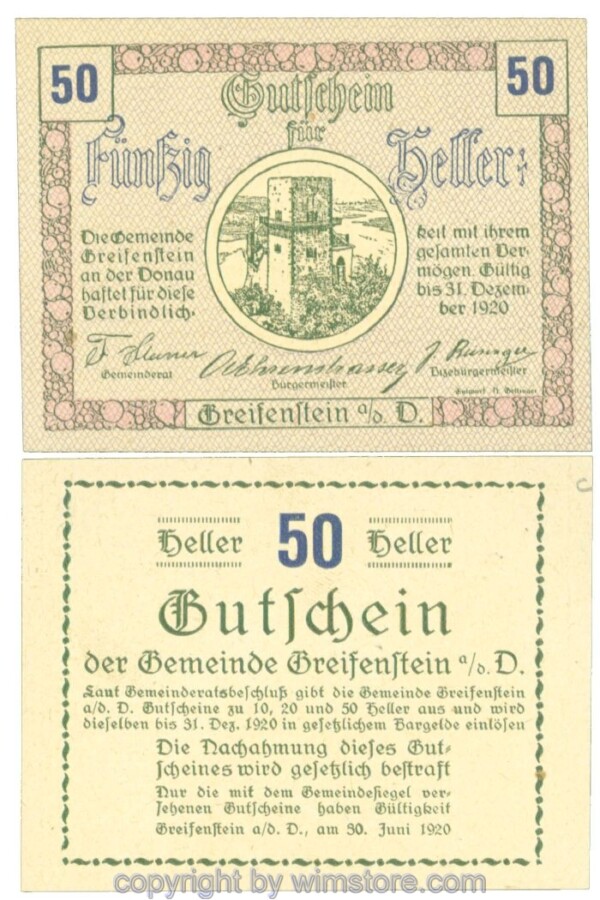 50
50
Gutschein
für
Fünfzig
Heller:
Die Gemeinde
Greifenstein
an der Donau
haftet für diese
Verbindlich-
keit mit ihrem
gesamten Ver-
mögen. Gültig
bis 31. Dezem-
ber 1920
Gemeinderat
Bürgermeister
Vizebürgermeister
Greifenstein a/d. D.
Heller 50 Heller
Gutschein
der Gemeinde Greifenstein a/d. D.
Laut Gemeinderatsbeschluß gibt die Gemeinde Greifenstein
a/d. D. Gutscheine zu 10, 20 und 50 Heller aus und wird
dieselben bis 31. Dez. 1920 in gesetzlichem Bargelde einlösen
Die Nachahmung dieses Gut-
scheines wird gesetzlich bestraft
Nur die mit dem Gemeindesiegel ver-
sehenen Gutscheine haben Gültigkeit
Greifenstein a/d. D., am 30. Juni 1920
copyright by wimstore.com